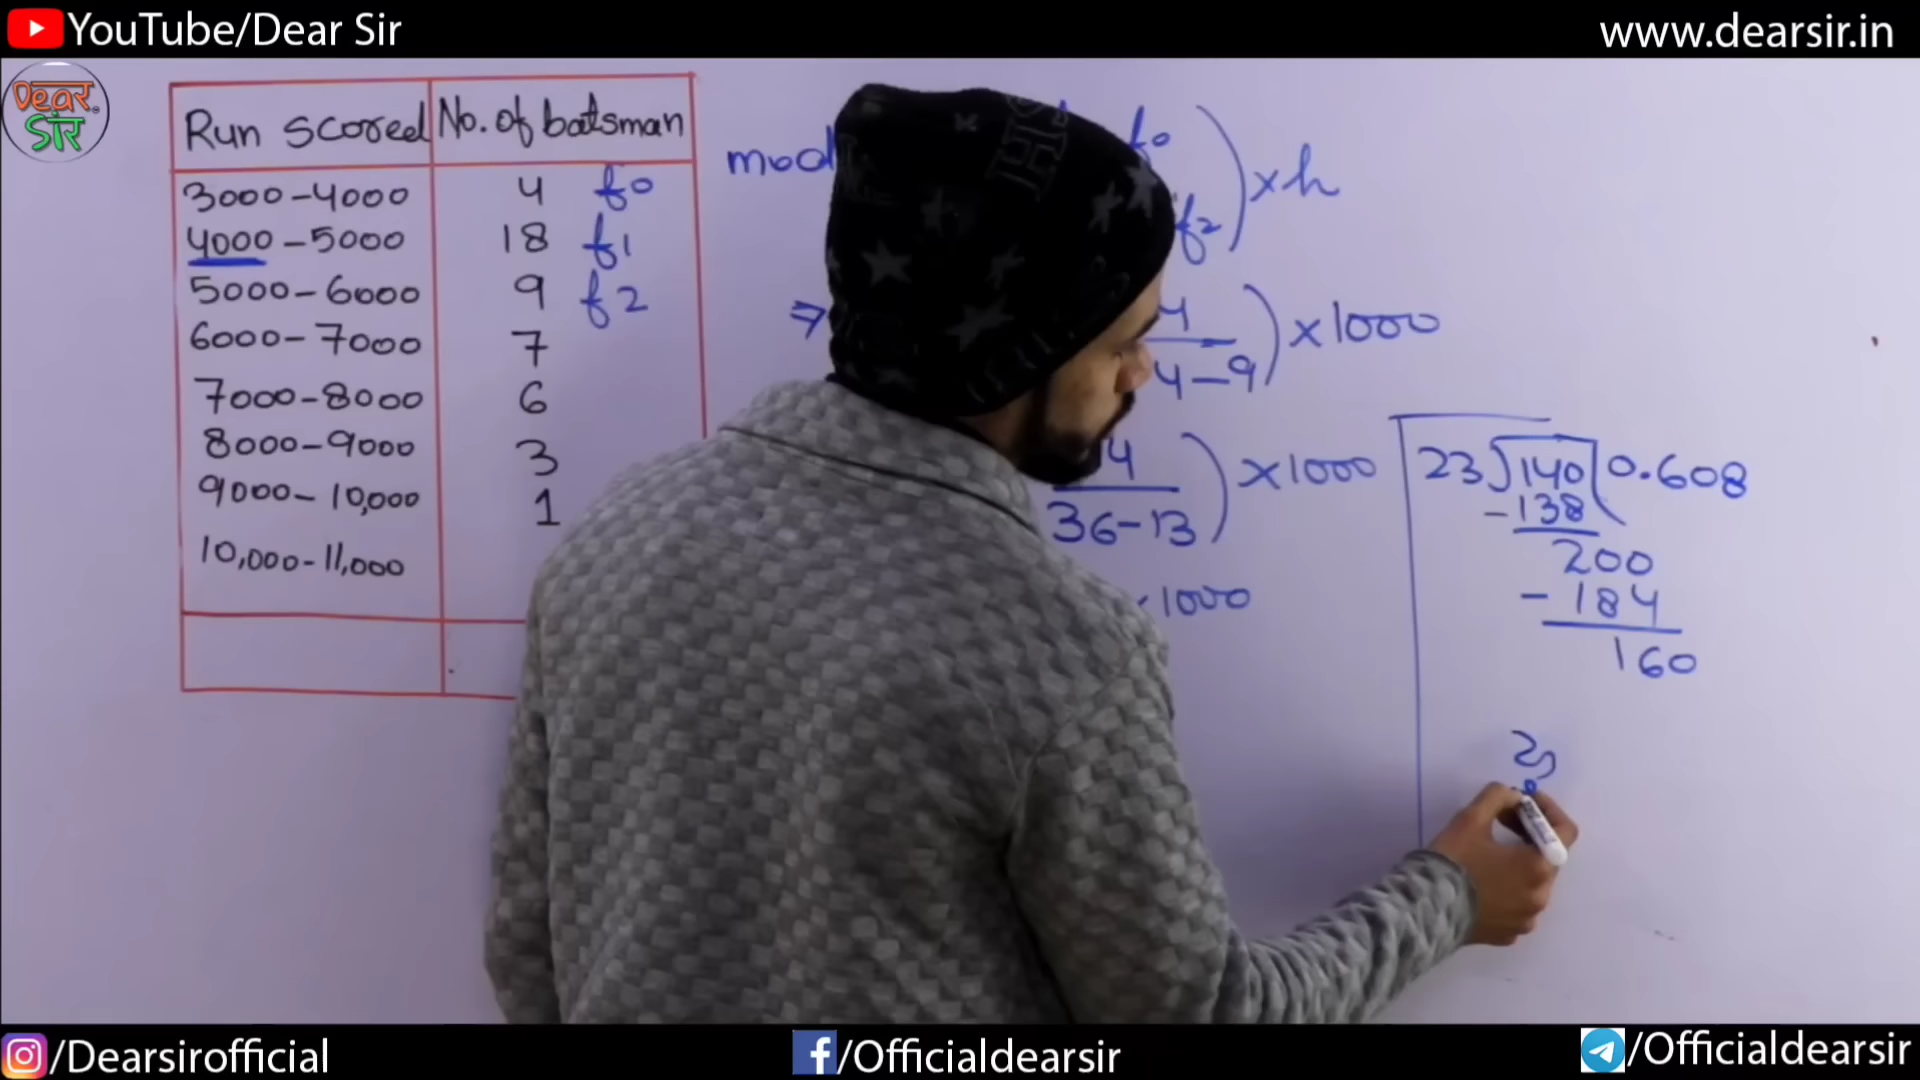 YouTube/Dear Sir
www.dearsir.in
Dear
सर
Run scored No. of batsman
3000-4000 4 f0
4000-5000 18 f1
5000-6000 9 f2
6000-7000 7
7000-8000 6
8000-9000 3
9000-10,000 1
10,000-11,000
f0
f2 ) x h
4
4-9 ) x 1000
4
36-13 ) x 1000
1000
23 ) 140 ( 0.608
-138
200
- 184
160
23
/Dearsirofficial
/Officialdearsir
/Officialdearsir